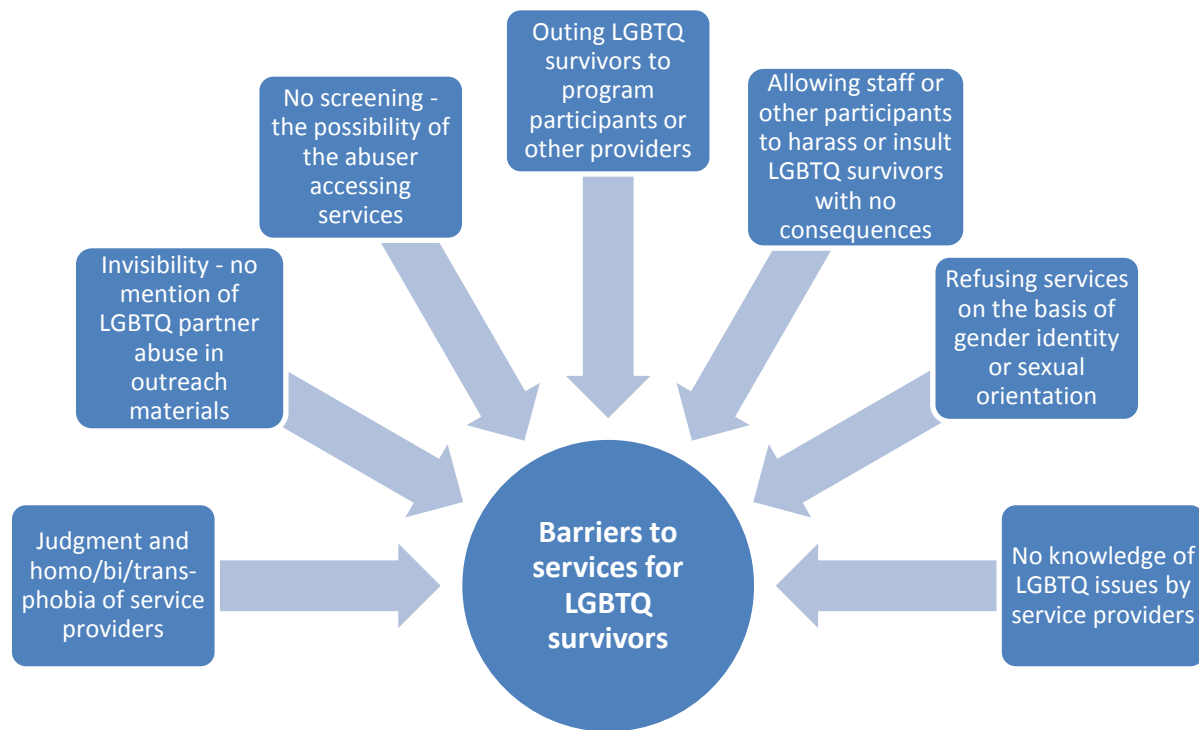 Outing LGBTQ
survivors to
program
participants or
other providers
Allowing staff or
other participants
to harass or insult
LGBTQ survivors
with no
consequences
No screening -
the possibility of
the abuser
accessing
services
Invisibility - no
mention of
LGBTQ partner
abuse in
outreach
materials
Refusing services
on the basis of
gender identity
or sexual
orientation
Judgment and
homo/bi/trans-
phobia of service
providers
Barriers to
services for
LGBTQ
survivors
No knowledge of
LGBTQ issues by
service providers